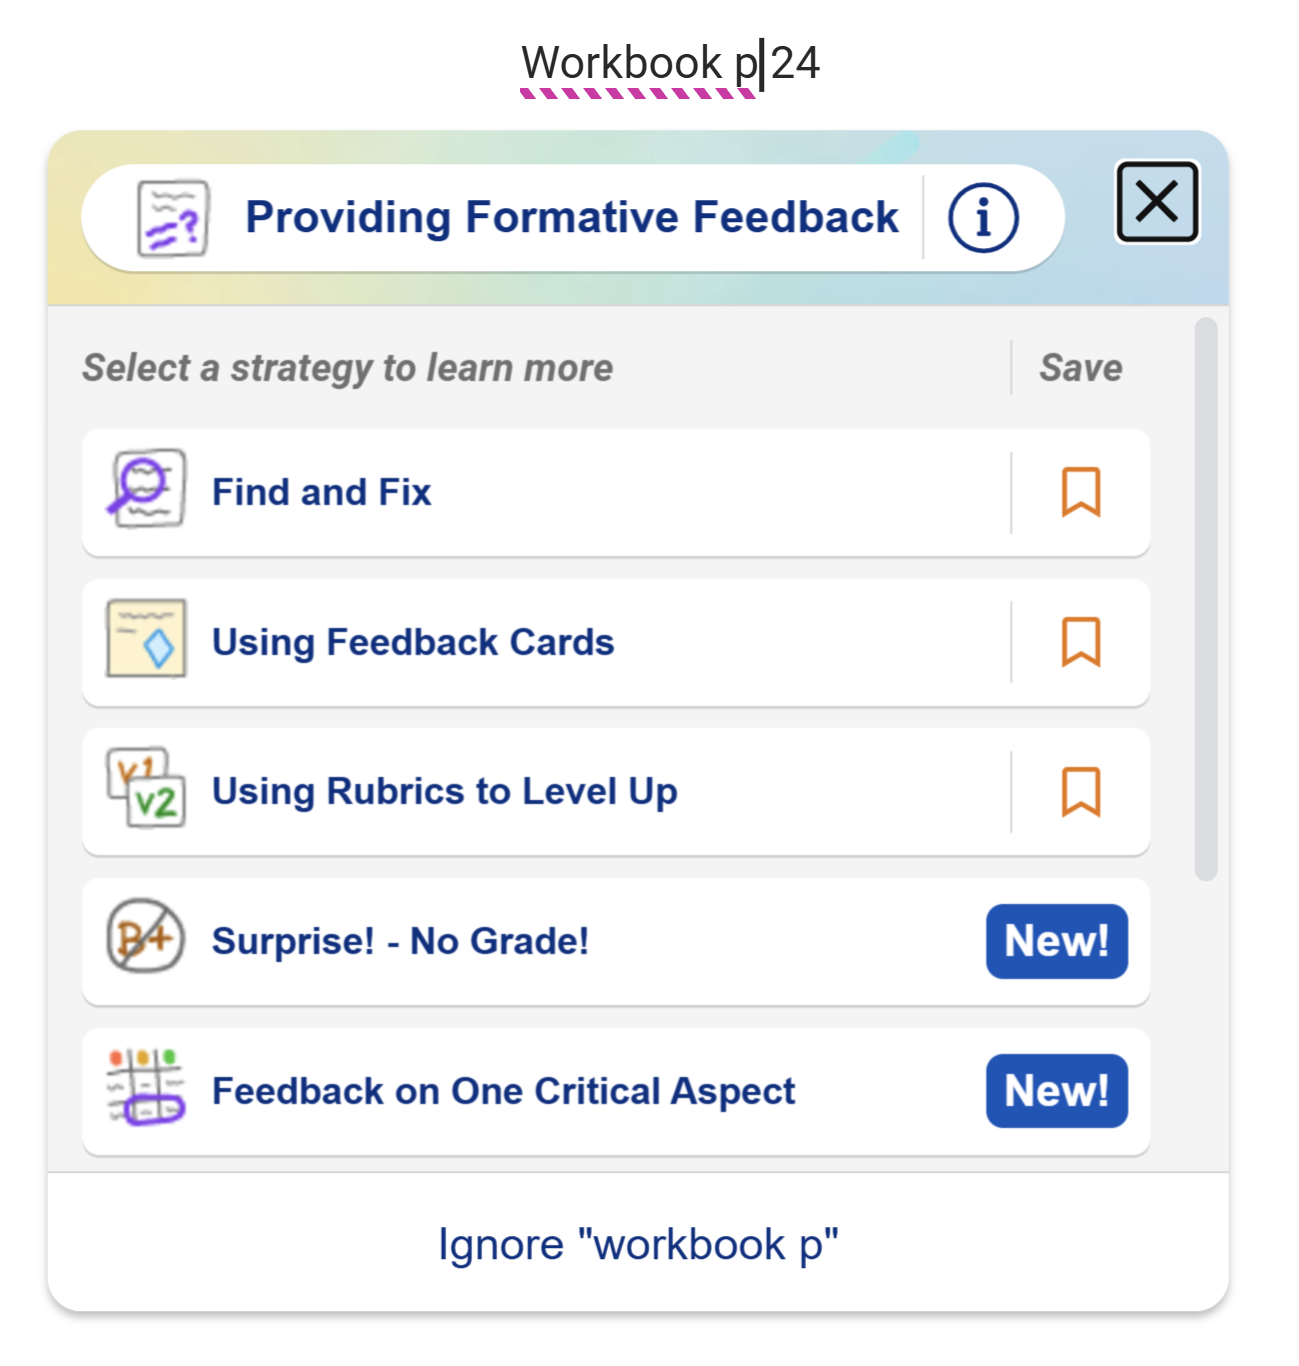 Workbook p24
Providing Formative Feedback
Select a strategy to learn more
Save
Find and Fix
Using Feedback Cards
V1
V2
Using Rubrics to Level Up
B+
Surprise! - No Grade!
New!
Feedback on One Critical Aspect
New!
Ignore "workbook p"